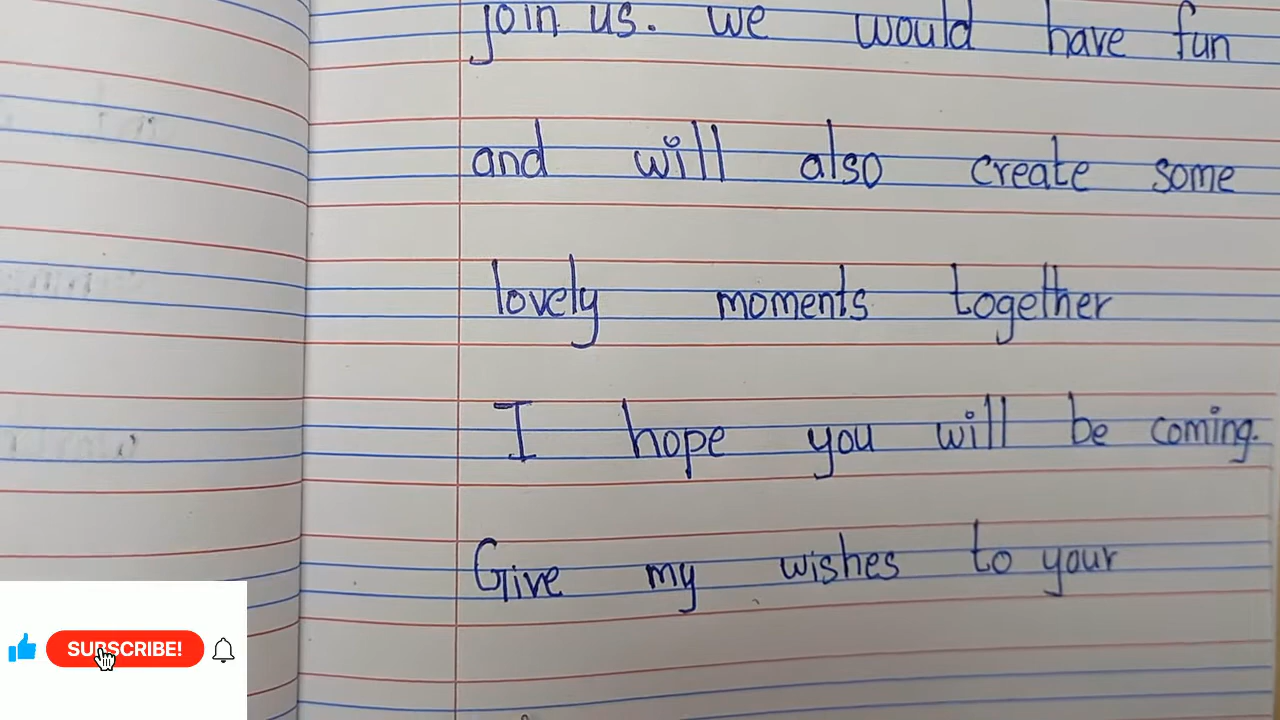 join us. we would have fun
and will also create some
lovely moments together
I hope you will be coming.
Give my wishes to your
SUBSCRIBE!